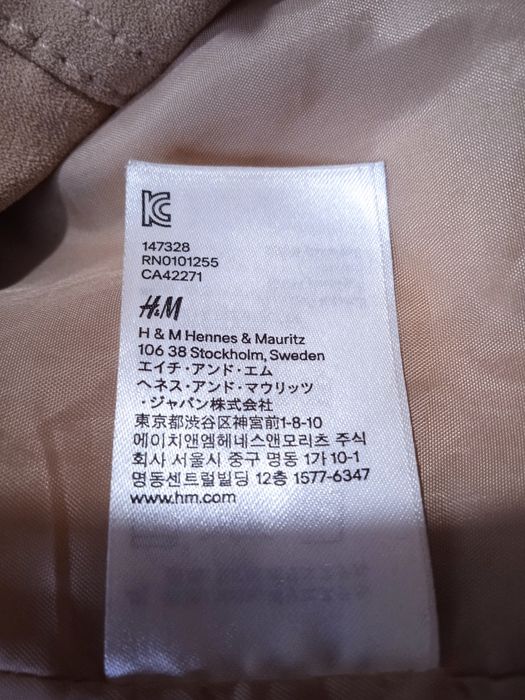 KC
147328
RN0101255
CA42271
H&M
H & M Hennes & Mauritz
106 38 Stockholm, Sweden
エイチ・アンド・エム
ヘネス・アンド・マウリッツ
・ジャパン株式会社
東京都渋谷区神宮前1-8-10
에이치앤엠헤네스앤모리츠 주식
회사 서울시 중구 명동 1가 10-1
명동센트럴빌딩 12층 1577-6347
www.hm.com